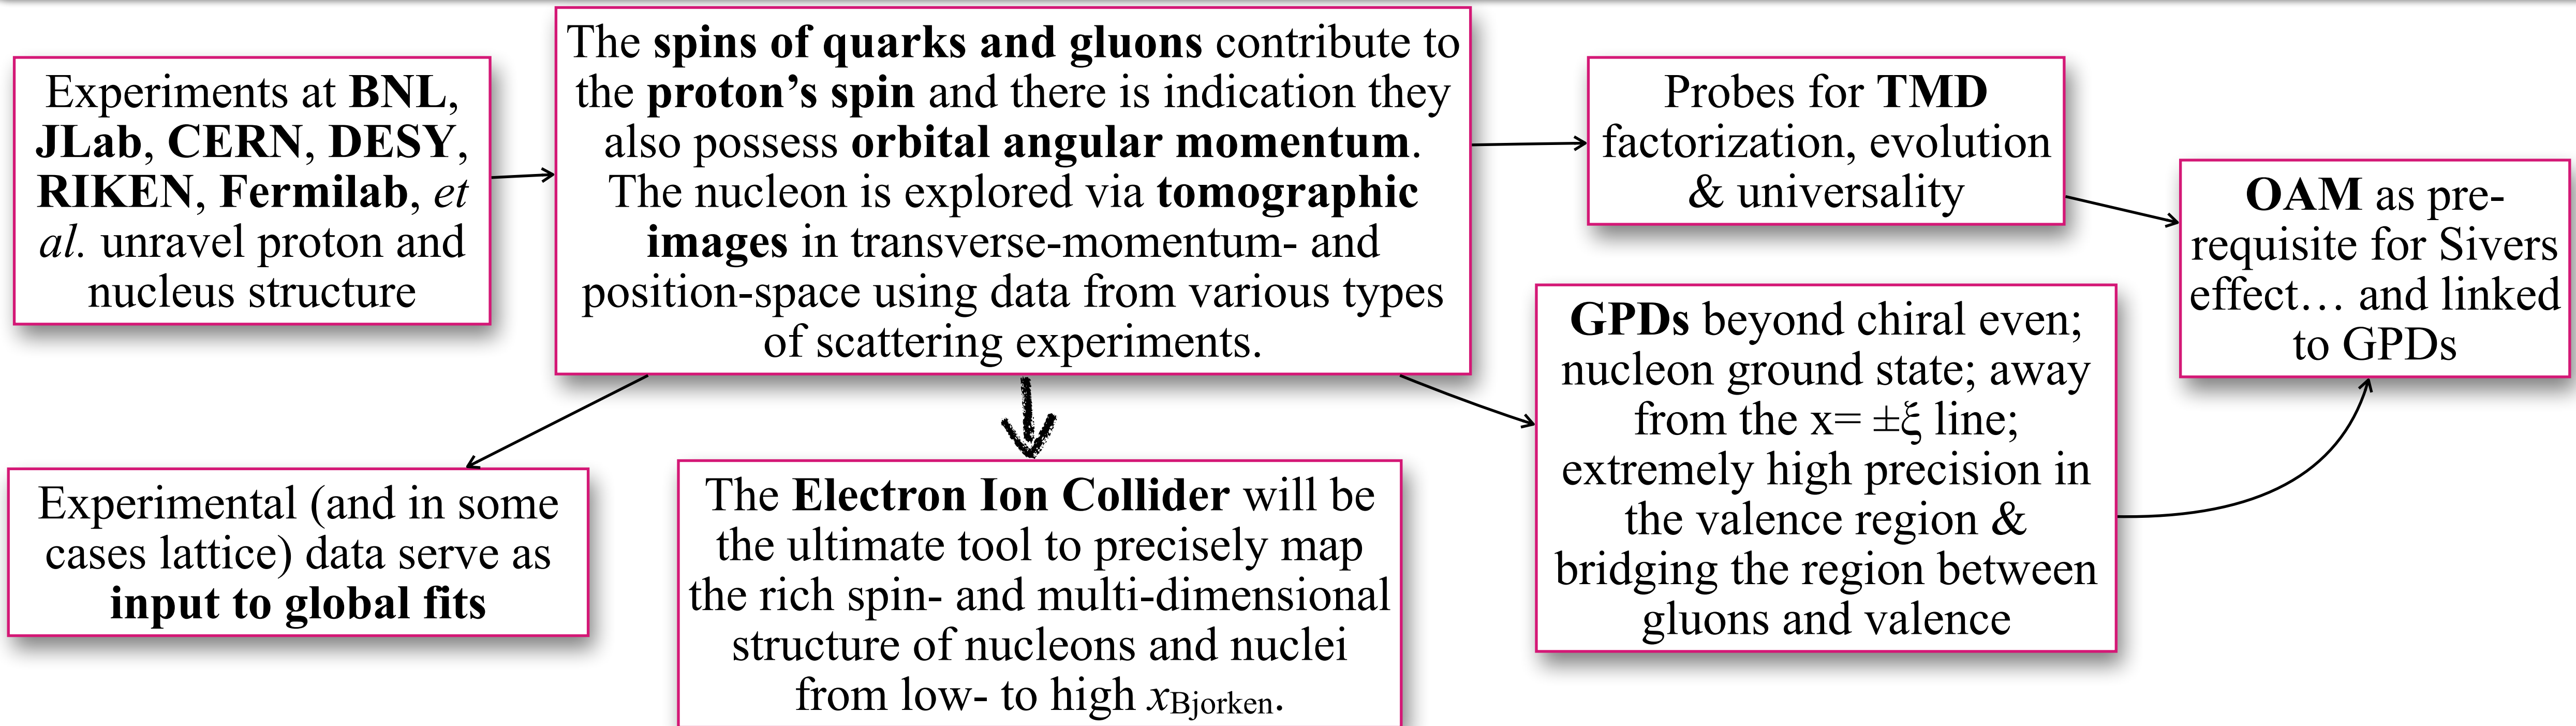 Experiments at BNL,
JLab, CERN, DESY,
RIKEN, Fermilab, et
al. unravel proton and
nucleus structure
The spins of quarks and gluons contribute to
the proton’s spin and there is indication they
also possess orbital angular momentum.
The nucleon is explored via tomographic
images in transverse-momentum- and
position-space using data from various types
of scattering experiments.
Probes for TMD
factorization, evolution
& universality
OAM as pre-
requisite for Sivers
effect… and linked
to GPDs
GPDs beyond chiral even;
nucleon ground state; away
from the x= ±ξ line;
extremely high precision in
the valence region &
bridging the region between
gluons and valence
Experimental (and in some
cases lattice) data serve as
input to global fits
The Electron Ion Collider will be
the ultimate tool to precisely map
the rich spin- and multi-dimensional
structure of nucleons and nuclei
from low- to high xBjorken.